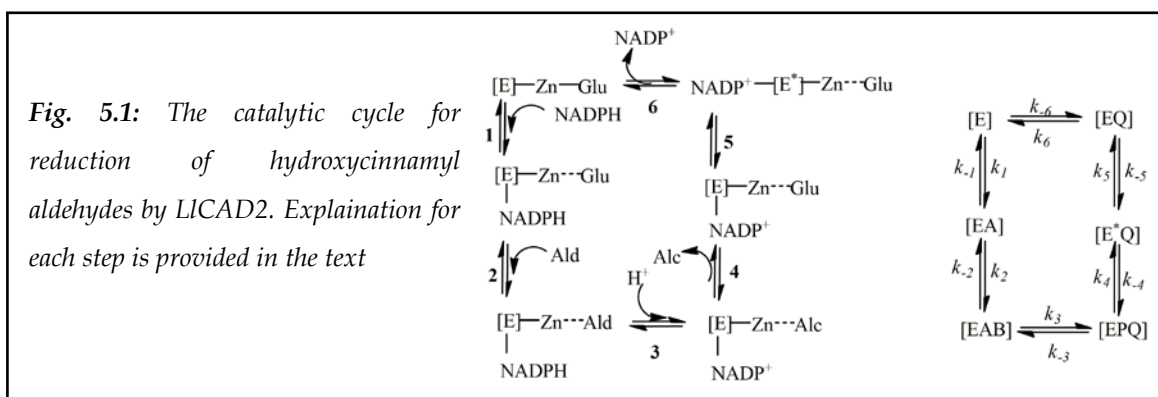 Fig. 5.1: The catalytic cycle for
reduction of hydroxycinnamyl
aldehydes by LlCAD2. Explaination for
each step is provided in the text
NADP+
[E]—Zn—Glu
6
NADP+—[E*]—Zn---Glu
1
NADPH
5
[E]—Zn---Glu
NADPH
[E]—Zn---Glu
NADP+
2
Ald
H+
Alc
4
[E]—Zn---Ald
NADPH
3
[E]—Zn---Alc
NADP+
[E]
k-6
k6
[EQ]
k-1
k1
k5
k-5
[EA]
[E*Q]
k-2
k2
k4
k-4
[EAB]
k3
k-3
[EPQ]